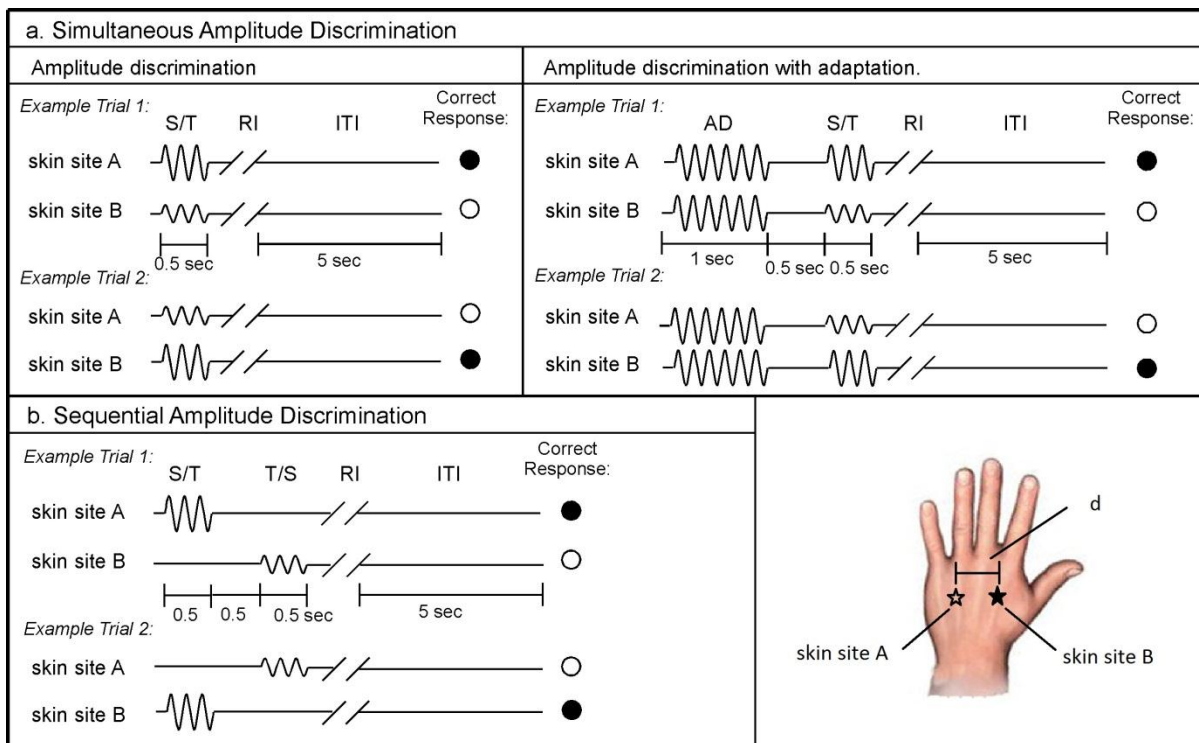 a. Simultaneous Amplitude Discrimination
Amplitude discrimination
Example Trial 1:
Correct
Response:
S/T RI ITI
skin site A
skin site B
0.5 sec 5 sec
Example Trial 2:
skin site A
skin site B
Amplitude discrimination with adaptation.
Example Trial 1:
Correct
Response:
AD S/T RI ITI
skin site A
skin site B
1 sec 0.5 sec 0.5 sec 5 sec
Example Trial 2:
skin site A
skin site B
b. Sequential Amplitude Discrimination
Example Trial 1:
Correct
Response:
S/T T/S RI ITI
skin site A
skin site B
0.5 0.5 0.5 sec 5 sec
Example Trial 2:
skin site A
skin site B
d
skin site A
skin site B